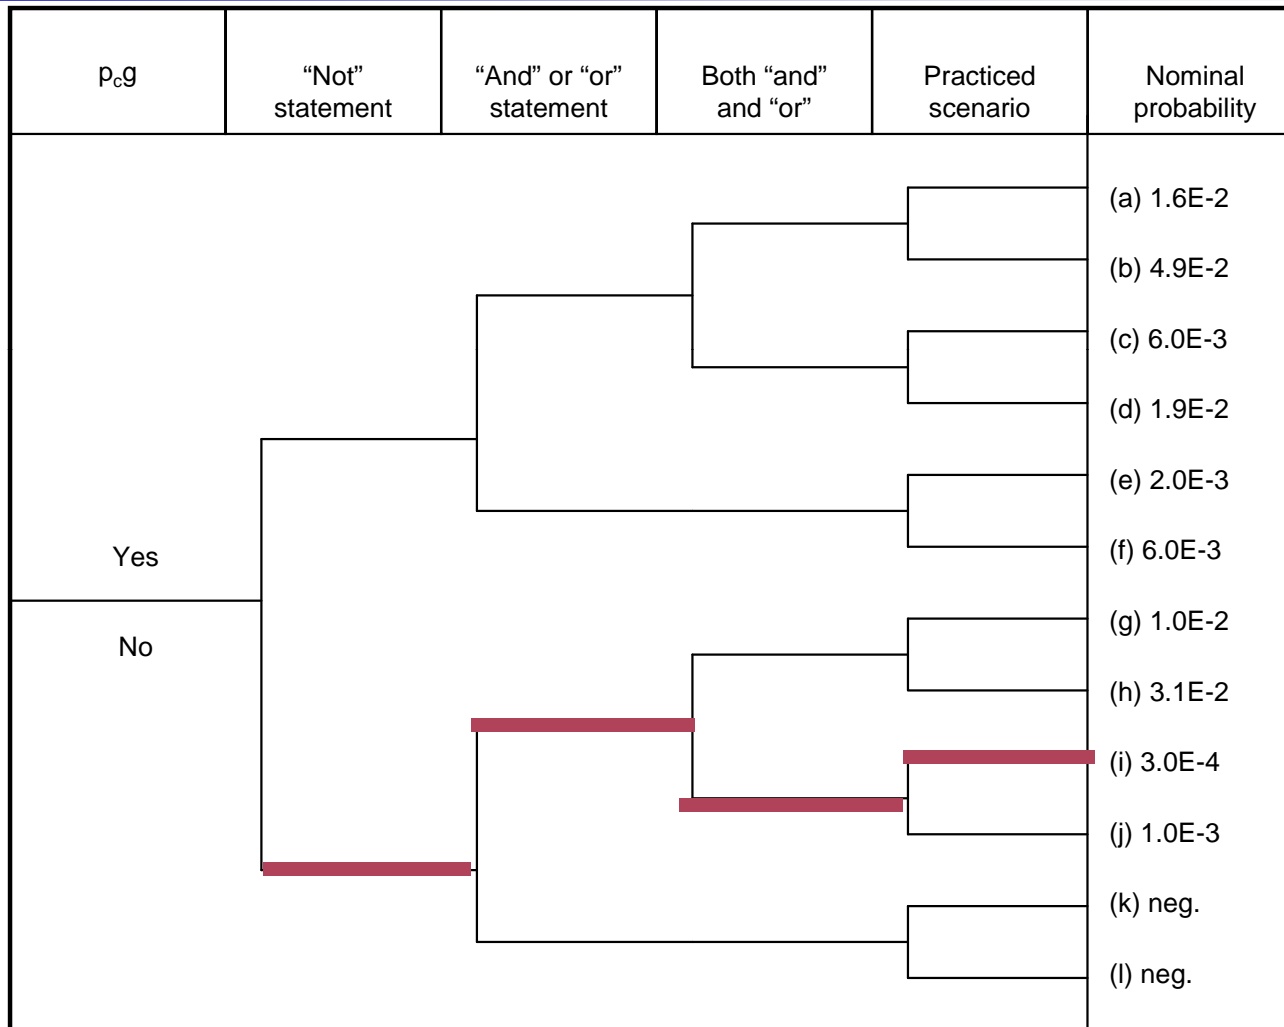 p_cg
“Not”
statement
“And” or “or”
statement
Both “and”
and “or”
Practiced
scenario
Nominal
probability
(a) 1.6E-2
(b) 4.9E-2
(c) 6.0E-3
(d) 1.9E-2
(e) 2.0E-3
(f) 6.0E-3
Yes
No
(g) 1.0E-2
(h) 3.1E-2
(i) 3.0E-4
(j) 1.0E-3
(k) neg.
(l) neg.